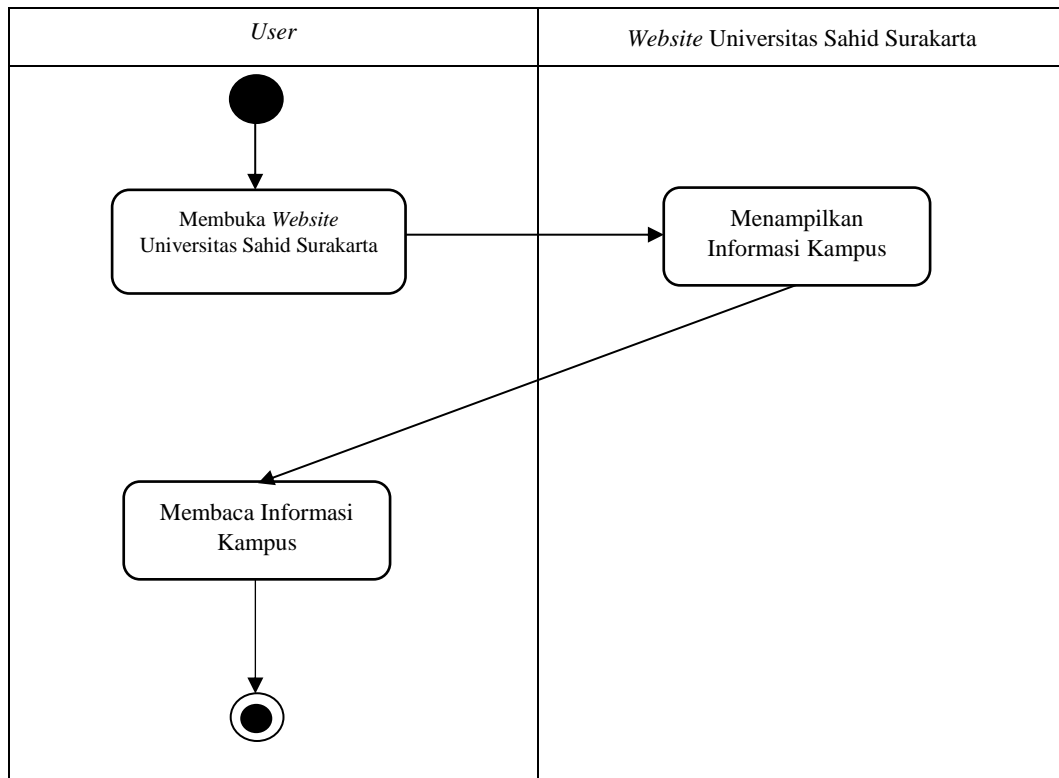 User
Website Universitas Sahid Surakarta
Membuka Website
Universitas Sahid Surakarta
Menampilkan
Informasi Kampus
Membaca Informasi
Kampus